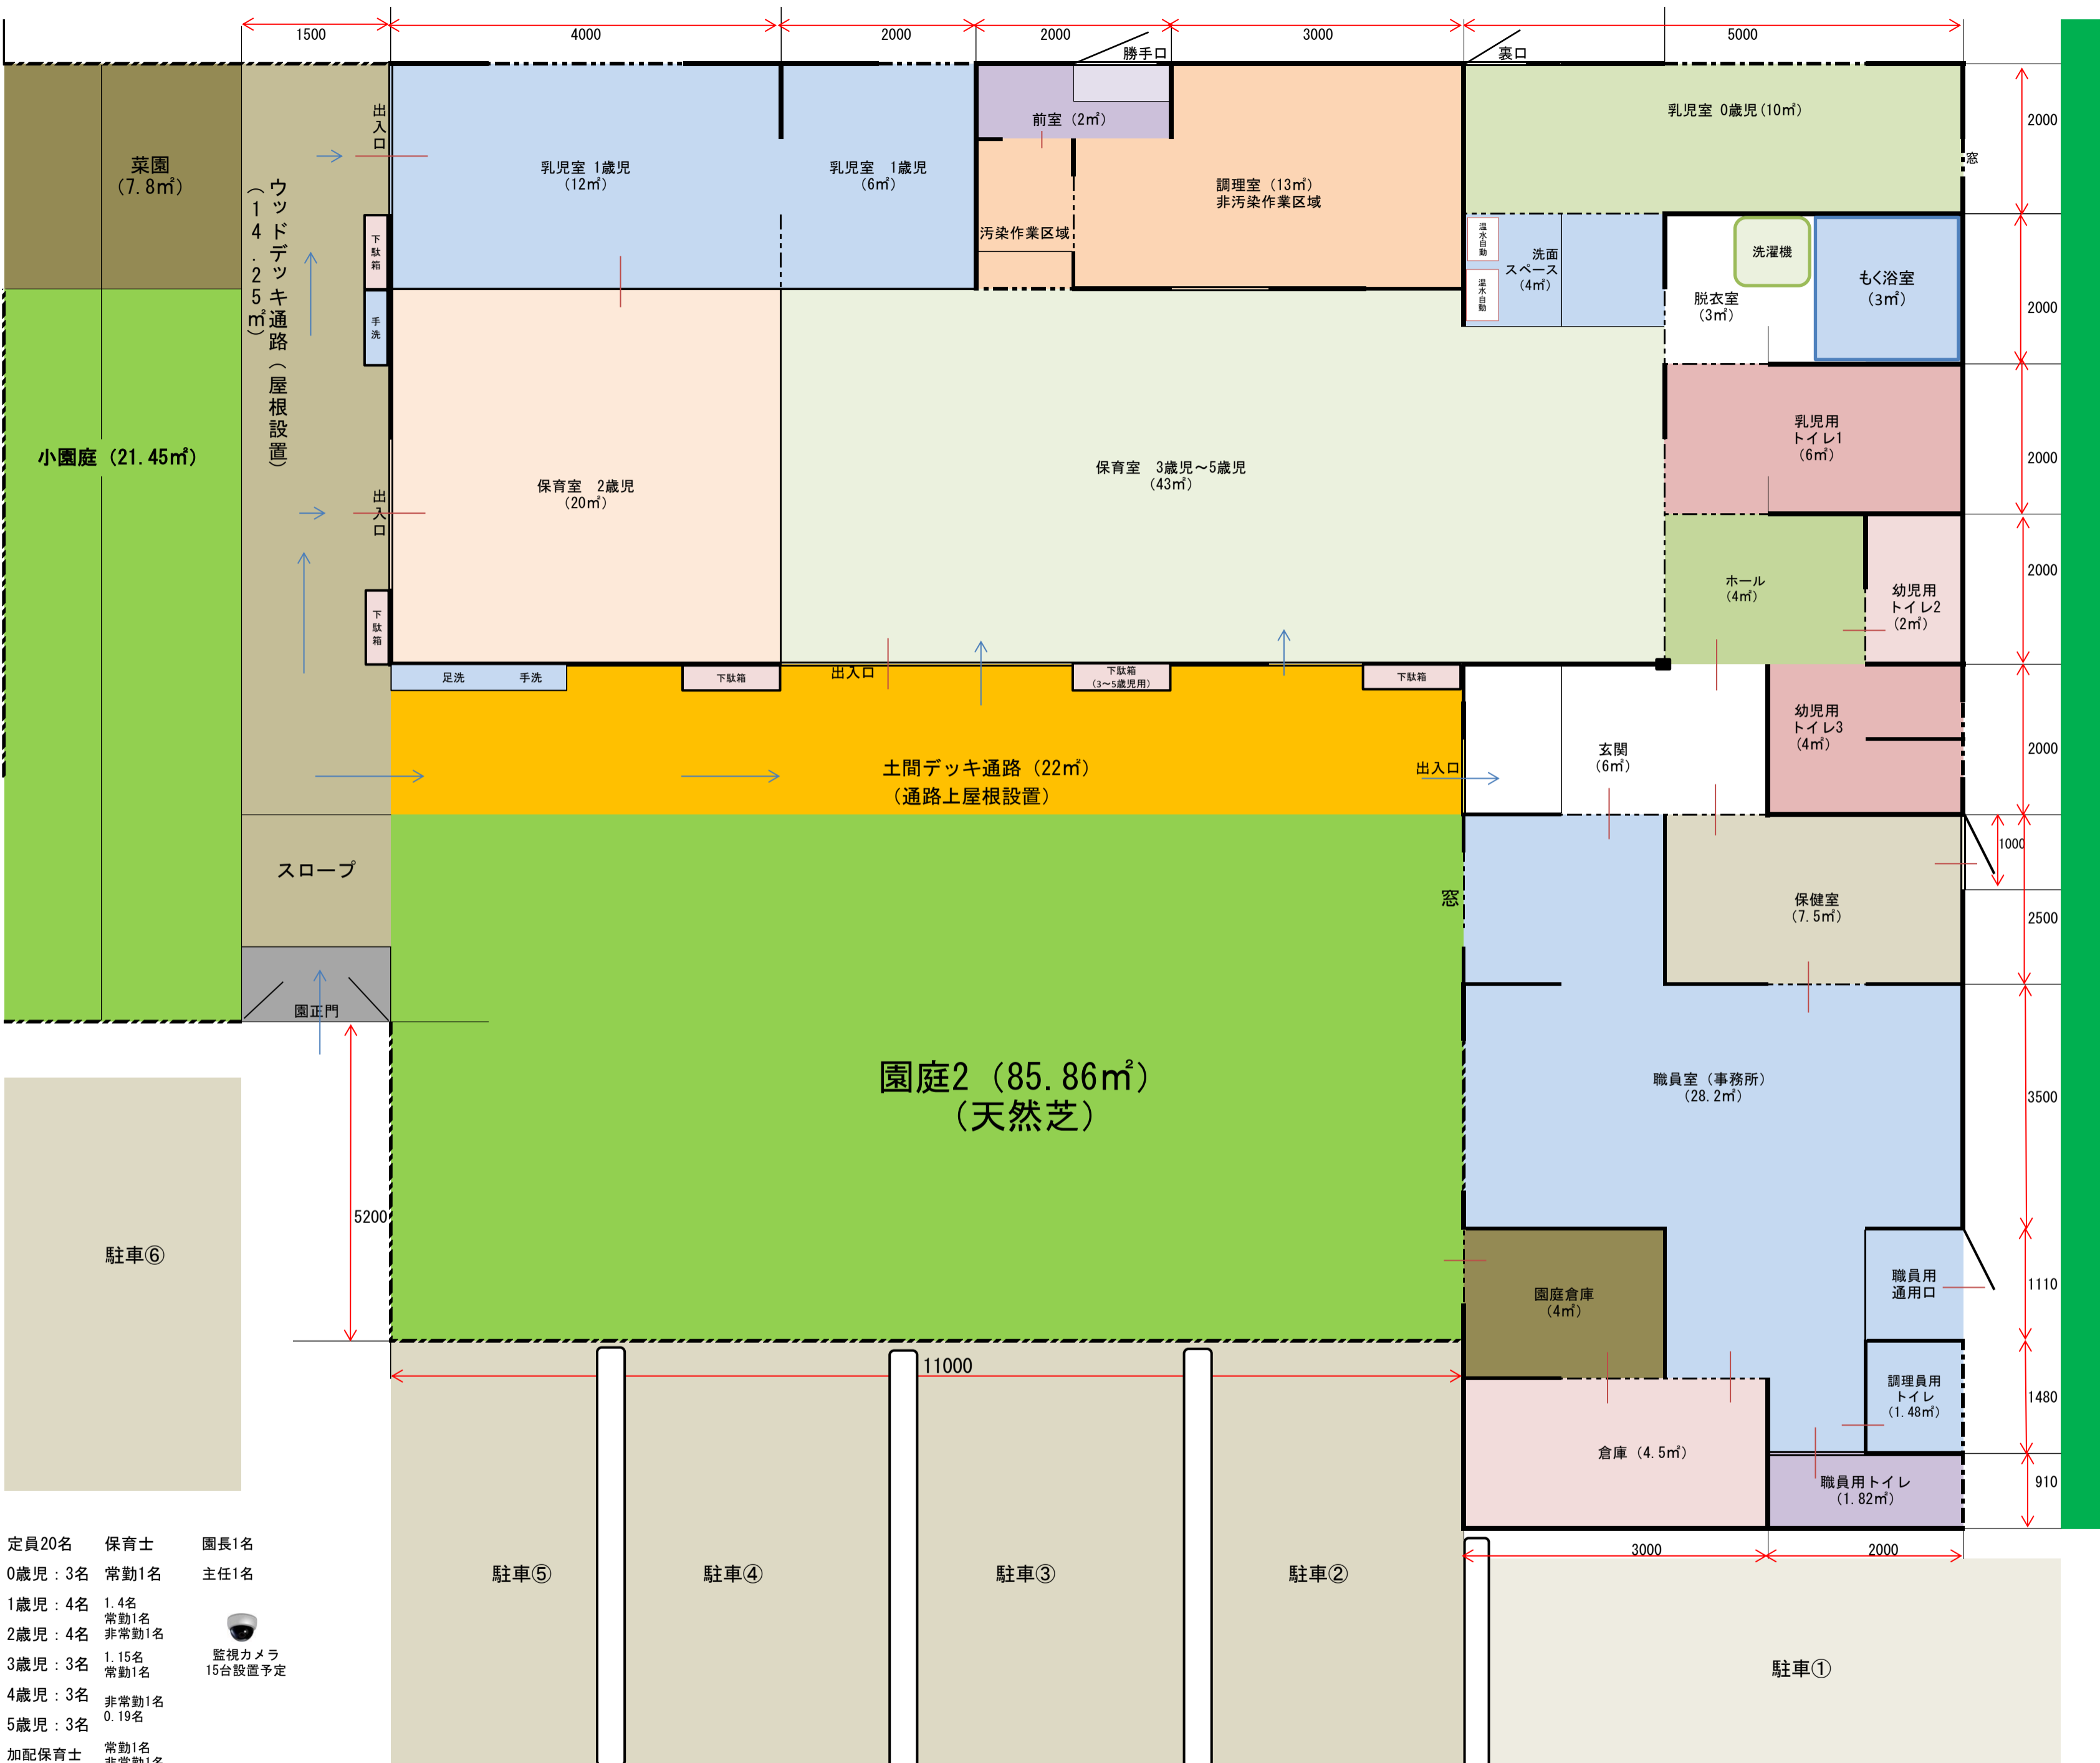 1500
4000
2000
2000
3000
5000
勝手口
裏口
菜園
(7.8㎡)
出入口
ウッドデッキ通路(屋根設置)
(14.25㎡)
下駄箱
手洗
乳児室 1歳児
(12㎡)
乳児室 1歳児
(6㎡)
前室(2㎡)
汚染作業区域
調理室(13㎡)
非汚染作業区域
乳児室 0歳児(10㎡)
窓
2000
温水自動
温水自動
洗面
スペース
(4㎡)
脱衣室
(3㎡)
洗濯機
もく浴室
(3㎡)
2000
小園庭(21.45㎡)
出入口
下駄箱
保育室 2歳児
(20㎡)
保育室 3歳児～5歳児
(43㎡)
乳児用
トイレ1
(6㎡)
2000
ホール
(4㎡)
幼児用
トイレ2
(2㎡)
2000
足洗
手洗
下駄箱
出入口
下駄箱
(3～5歳児用)
下駄箱
土間デッキ通路(22㎡)
(通路上屋根設置)
出入口
玄関
(6㎡)
幼児用
トイレ3
(4㎡)
2000
スロープ
園正門
窓
保健室
(7.5㎡)
1000
2500
園庭2(85.86㎡)
(天然芝)
職員室(事務所)
(28.2㎡)
3500
5200
駐車⑥
園庭倉庫
(4㎡)
職員用
通用口
1110
11000
調理員用
トイレ
(1.48㎡)
1480
倉庫(4.5㎡)
職員用トイレ
(1.82㎡)
910
3000
2000
駐車⑤
駐車④
駐車③
駐車②
駐車①
定員20名 保育士 園長1名
0歳児：3名 常勤1名 主任1名
1歳児：4名 1.4名
常勤1名
2歳児：4名 非常勤1名
3歳児：3名 1.15名
常勤1名
4歳児：3名 非常勤1名
5歳児：3名 0.19名
加配保育士 常勤1名
非常勤1名
監視カメラ
15台設置予定